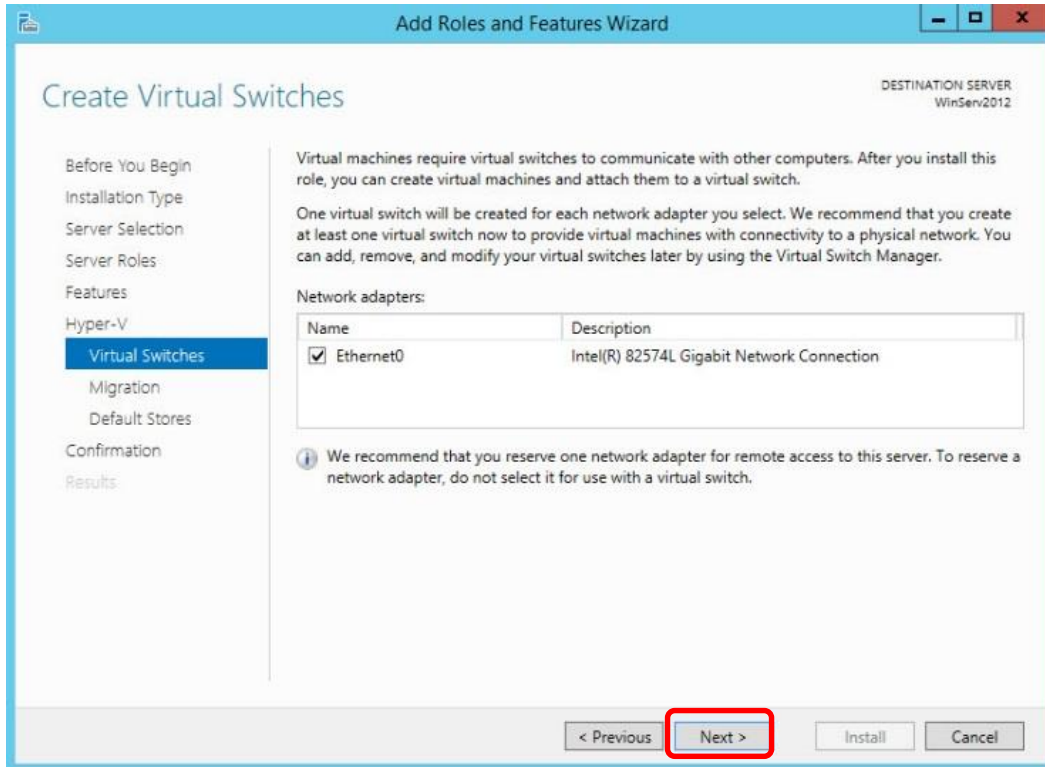 Add Roles and Features Wizard
Create Virtual Switches
DESTINATION SERVER
WinServ2012
Before You Begin
Installation Type
Server Selection
Server Roles
Features
Hyper-V
Virtual Switches
Migration
Default Stores
Confirmation
Results
Virtual machines require virtual switches to communicate with other computers. After you install this
role, you can create virtual machines and attach them to a virtual switch.
One virtual switch will be created for each network adapter you select. We recommend that you create
at least one virtual switch now to provide virtual machines with connectivity to a physical network. You
can add, remove, and modify your virtual switches later by using the Virtual Switch Manager.
Network adapters:
Name Description
Ethernet0 Intel(R) 82574L Gigabit Network Connection
We recommend that you reserve one network adapter for remote access to this server. To reserve a
network adapter, do not select it for use with a virtual switch.
< Previous Next > Install Cancel